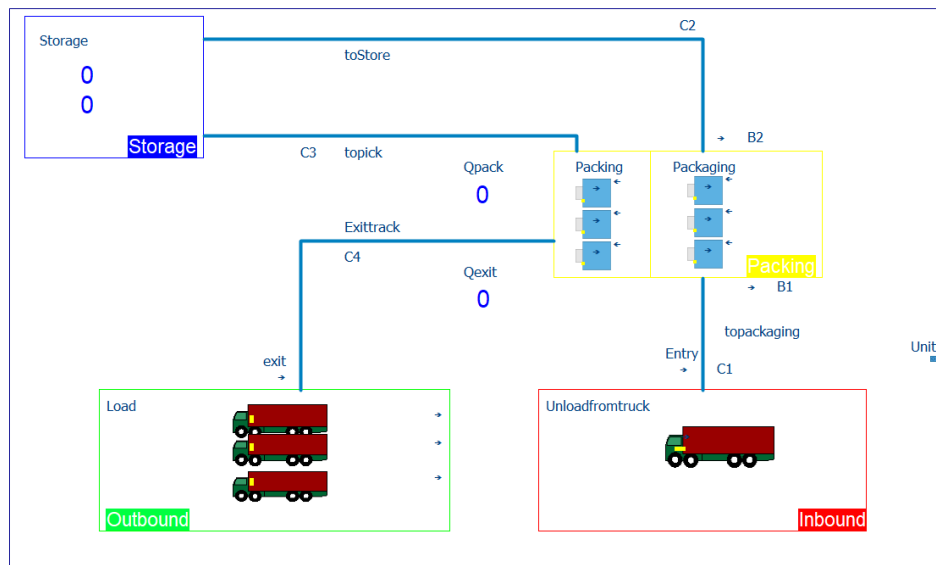 C2
Storage
toStore
0
0
B2
Storage
C3 topick
Qpack
Packing
Packaging
0
Exittrack
C4
Packing
Qexit
B1
0
topackaging
Unit
Entry
exit
C1
Load
Unloadfromtruck
Outbound
Inbound